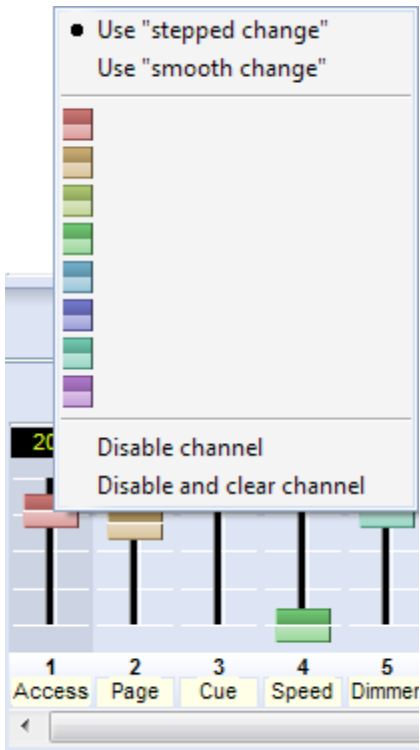 Use "stepped change"
Use "smooth change"
Disable channel
Disable and clear channel
1 2 3 4 5
Access Page Cue Speed Dimmer